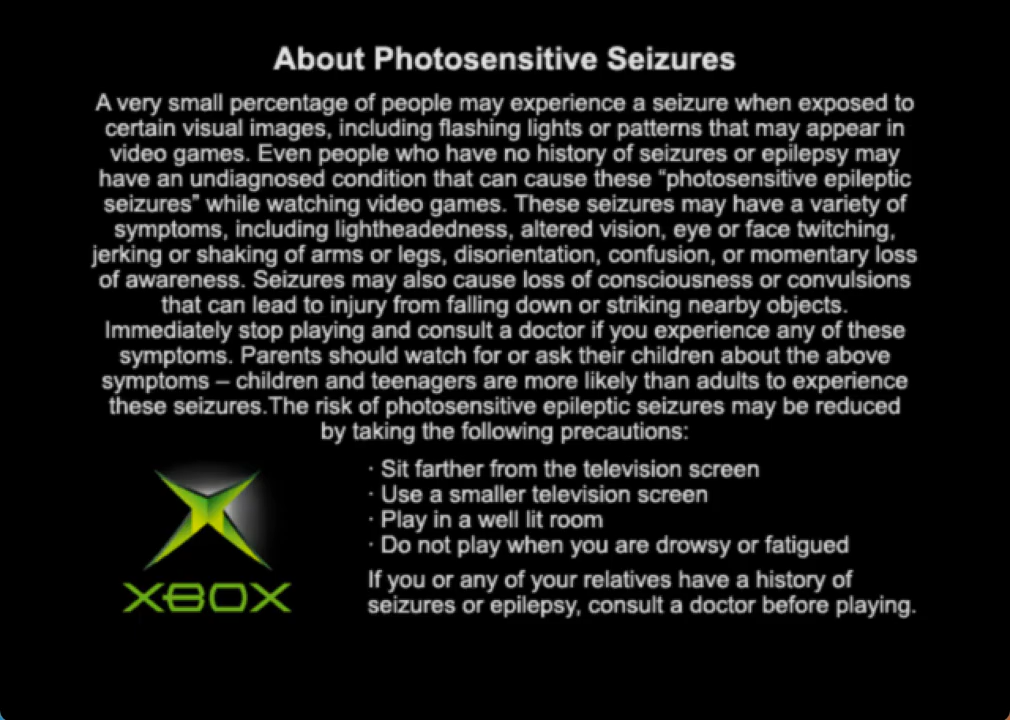 About Photosensitive Seizures
A very small percentage of people may experience a seizure when exposed to
certain visual images, including flashing lights or patterns that may appear in
video games. Even people who have no history of seizures or epilepsy may
have an undiagnosed condition that can cause these “photosensitive epileptic
seizures” while watching video games. These seizures may have a variety of
symptoms, including lightheadedness, altered vision, eye or face twitching,
jerking or shaking of arms or legs, disorientation, confusion, or momentary loss
of awareness. Seizures may also cause loss of consciousness or convulsions
that can lead to injury from falling down or striking nearby objects.
Immediately stop playing and consult a doctor if you experience any of these
symptoms. Parents should watch for or ask their children about the above
symptoms – children and teenagers are more likely than adults to experience
these seizures.The risk of photosensitive epileptic seizures may be reduced
by taking the following precautions:
· Sit farther from the television screen
· Use a smaller television screen
· Play in a well lit room
· Do not play when you are drowsy or fatigued
If you or any of your relatives have a history of
seizures or epilepsy, consult a doctor before playing.
XBOX